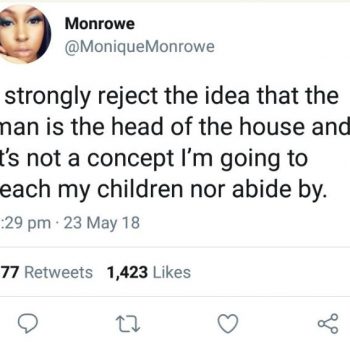 Monrowe
@MoniqueMonrowe
strongly reject the idea that the
man is the head of the house and
t's not a concept I'm going to
each my children nor abide by.
:29 pm · 23 May 18
77 Retweets 1,423 Likes